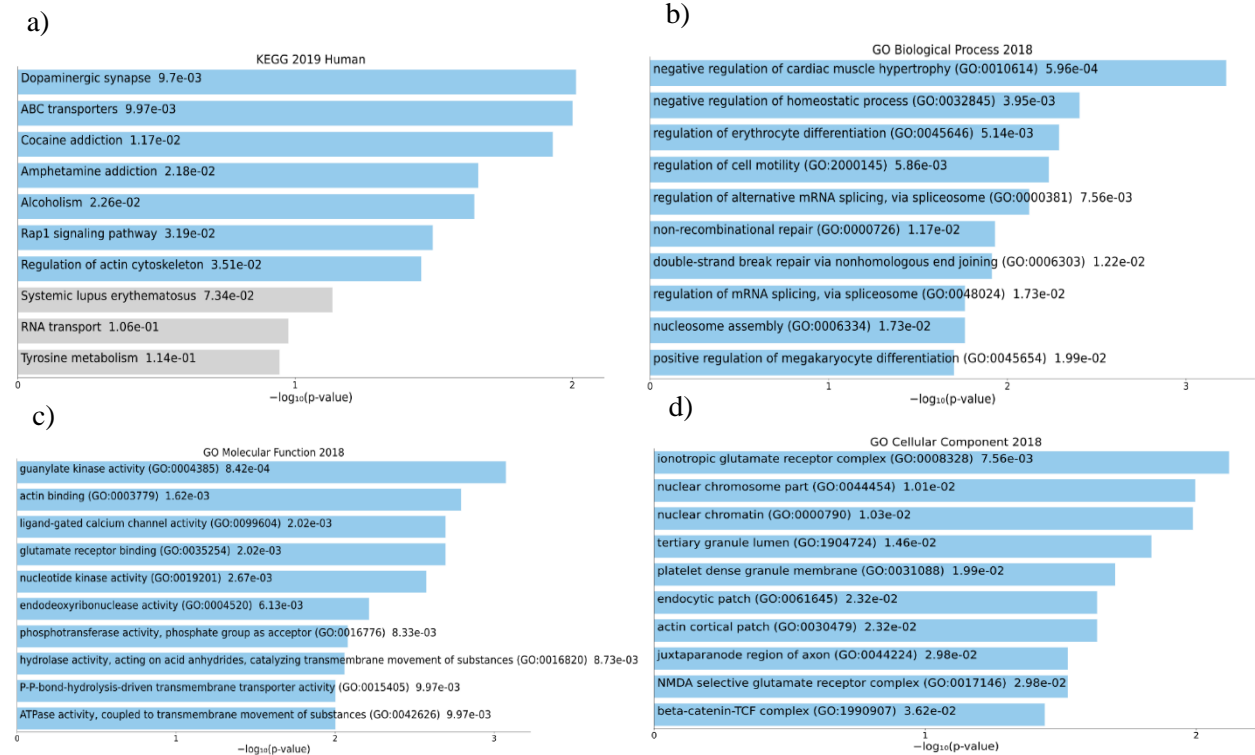 a)
KEGG 2019 Human
Dopaminergic synapse 9.7e-03
ABC transporters 9.97e-03
Cocaine addiction 1.17e-02
Amphetamine addiction 2.18e-02
Alcoholism 2.26e-02
Rap1 signaling pathway 3.19e-02
Regulation of actin cytoskeleton 3.51e-02
Systemic lupus erythematosus 7.34e-02
RNA transport 1.06e-01
Tyrosine metabolism 1.14e-01
0 1 2
−log₁₀(p-value)
b)
GO Biological Process 2018
negative regulation of cardiac muscle hypertrophy (GO:0010614) 5.96e-04
negative regulation of homeostatic process (GO:0032845) 3.95e-03
regulation of erythrocyte differentiation (GO:0045646) 5.14e-03
regulation of cell motility (GO:2000145) 5.86e-03
regulation of alternative mRNA splicing, via spliceosome (GO:0000381) 7.56e-03
non-recombinational repair (GO:0000726) 1.17e-02
double-strand break repair via nonhomologous end joining (GO:0006303) 1.22e-02
regulation of mRNA splicing, via spliceosome (GO:0048024) 1.73e-02
nucleosome assembly (GO:0006334) 1.73e-02
positive regulation of megakaryocyte differentiation (GO:0045654) 1.99e-02
0 1 2 3
−log₁₀(p-value)
c)
GO Molecular Function 2018
guanylate kinase activity (GO:0004385) 8.42e-04
actin binding (GO:0003779) 1.62e-03
ligand-gated calcium channel activity (GO:0099604) 2.02e-03
glutamate receptor binding (GO:0035254) 2.02e-03
nucleotide kinase activity (GO:0019201) 2.67e-03
endodeoxyribonuclease activity (GO:0004520) 6.13e-03
phosphotransferase activity, phosphate group as acceptor (GO:0016776) 8.33e-03
hydrolase activity, acting on acid anhydrides, catalyzing transmembrane movement of substances (GO:0016820) 8.73e-03
P-P-bond-hydrolysis-driven transmembrane transporter activity (GO:0015405) 9.97e-03
ATPase activity, coupled to transmembrane movement of substances (GO:0042626) 9.97e-03
0 1 2 3
−log₁₀(p-value)
d)
GO Cellular Component 2018
ionotropic glutamate receptor complex (GO:0008328) 7.56e-03
nuclear chromosome part (GO:0044454) 1.01e-02
nuclear chromatin (GO:0000790) 1.03e-02
tertiary granule lumen (GO:1904724) 1.46e-02
platelet dense granule membrane (GO:0031088) 1.99e-02
endocytic patch (GO:0061645) 2.32e-02
actin cortical patch (GO:0030479) 2.32e-02
juxtaparanode region of axon (GO:0044224) 2.98e-02
NMDA selective glutamate receptor complex (GO:0017146) 2.98e-02
beta-catenin-TCF complex (GO:1990907) 3.62e-02
0 1 2
−log₁₀(p-value)